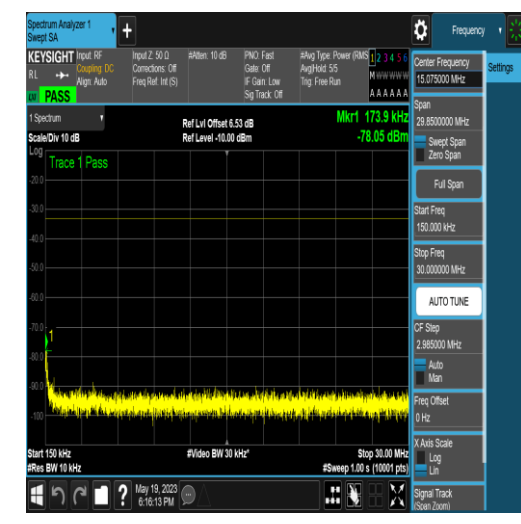 Spectrum Analyzer 1
Swept SA
+
Frequency
KEYSIGHT
RL
PASS
Input: RF
Coupling: DC
Align: Auto
Input Z: 50 Ω
Corrections: Off
Freq Ref: Int (S)
#Atten: 10 dB
PNO: Fast
Gate: Off
IF Gain: Low
Sig Track: Off
#Avg Type: Power (RMS
Avg|Hold: 5/5
Trig: Free Run
1 2 3 4 5 6
M W W W W W
A A A A A A
1 Spectrum
Scale/Div 10 dB
Ref Lvl Offset 6.53 dB
Ref Level -10.00 dBm
Mkr1 173.9 kHz
-78.05 dBm
Log
Trace 1 Pass
-20.0
-30.0
-40.0
-50.0
-60.0
-70.0
-80.0
-90.0
-100
1
Start 150 kHz
#Res BW 10 kHz
#Video BW 30 kHz*
Stop 30.00 MHz
#Sweep 1.00 s (10001 pts)
?
May 19, 2023
6:16:13 PM
Center Frequency
15.075000 MHz
Span
29.8500000 MHz
Swept Span
Zero Span
Full Span
Start Freq
150.000 kHz
Stop Freq
30.000000 MHz
AUTO TUNE
CF Step
2.985000 MHz
Auto
Man
Freq Offset
0 Hz
X Axis Scale
Log
Lin
Signal Track
(Span Zoom)
Settings